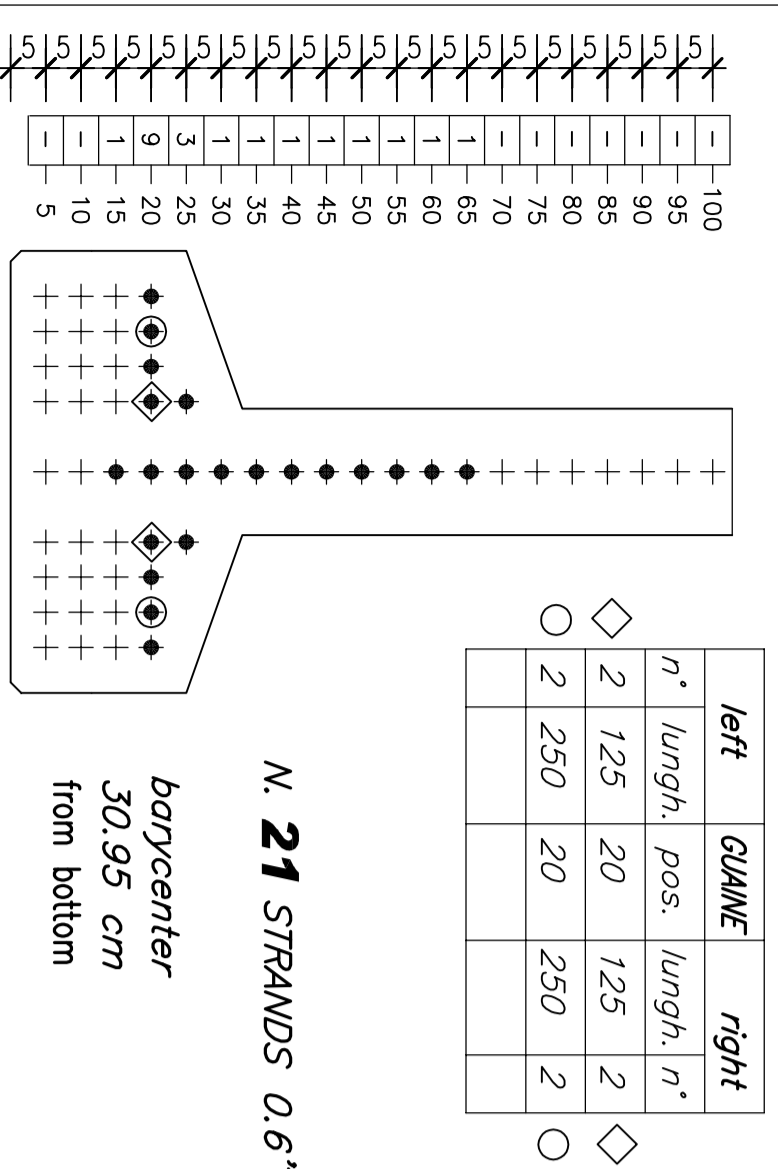 left GUAINE right
n° lungh. pos. lungh. n°
2 125 20 125 2
2 250 20 250 2
N. 21 STRANDS 0.6"
barycenter
30.95 cm
from bottom
5 5 5 5 5 5 5 5 5 5 5 5 5 5 5 5 5 5 5 5
- - 1 9 3 1 1 1 1 1 1 1 1 - - - - - - -
5 10 15 20 25 30 35 40 45 50 55 60 65 70 75 80 85 90 95 100